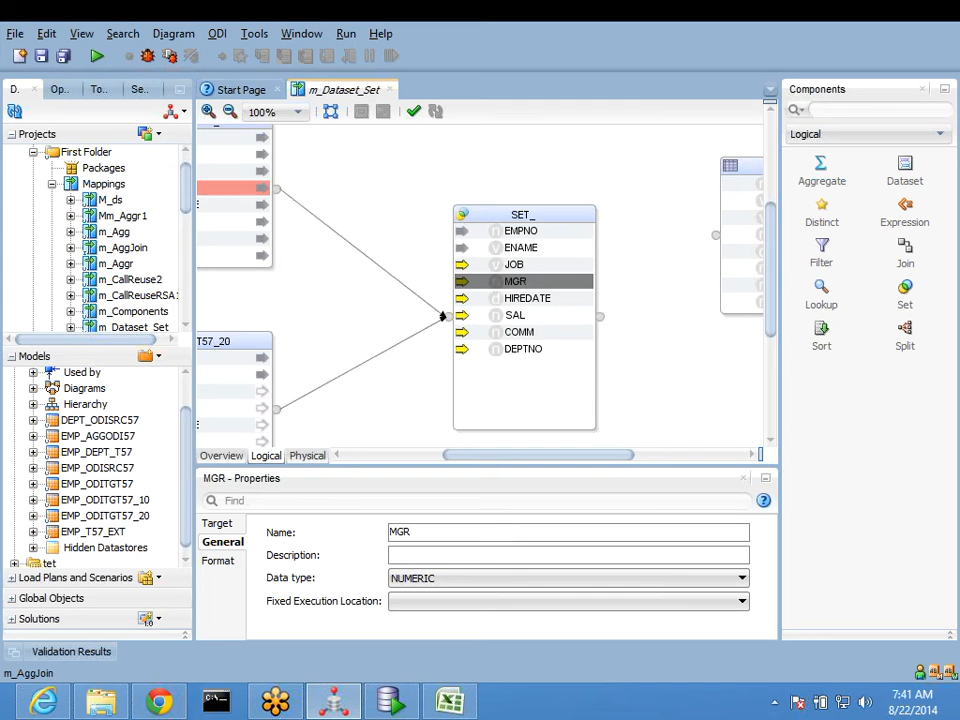 File Edit View Search Diagram ODI Tools Window Run Help
D. Op.. To.. Se.. Start Page m_Dataset_Set Components
100%
Projects
Logical
First Folder
Packages
Mappings
M_ds
Mm_Aggr1
m_Agg
m_AggJoin
m_Aggr
m_CallReuse2
m_CallReuseRSA1
m_Components
m_Dataset_Set
Models
Used by
Diagrams
Hierarchy
DEPT_ODISRC57
EMP_AGGODI57
EMP_DEPT_T57
EMP_ODISRC57
EMP_ODITGT57
EMP_ODITGT57_10
EMP_ODITGT57_20
EMP_T57_EXT
Hidden Datastores
tet
Load Plans and Scenarios
Global Objects
Solutions
T57_20
SET_
EMPNO
ENAME
JOB
MGR
HIREDATE
SAL
COMM
DEPTNO
Overview Logical Physical
MGR - Properties
Find
Target
General
Format
Name: MGR
Description:
Data type: NUMERIC
Fixed Execution Location:
Aggregate Dataset
Distinct Expression
Filter Join
Lookup Set
Sort Split
Validation Results
m_AggJoin
7:41 AM
8/22/2014